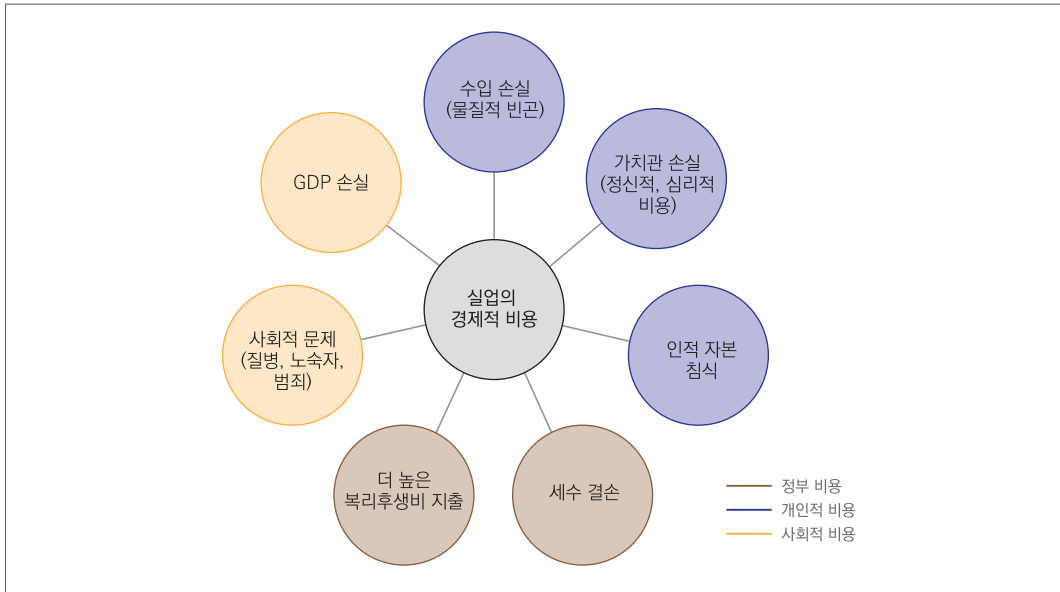 수입 손실
(물질적 빈곤)
가치관 손실
(정신적, 심리적
비용)
인적 자본
침식
세수 결손
더 높은
복리후생비 지출
사회적 문제
(질병, 노숙자,
범죄)
GDP 손실
실업의
경제적 비용
정부 비용
개인적 비용
사회적 비용